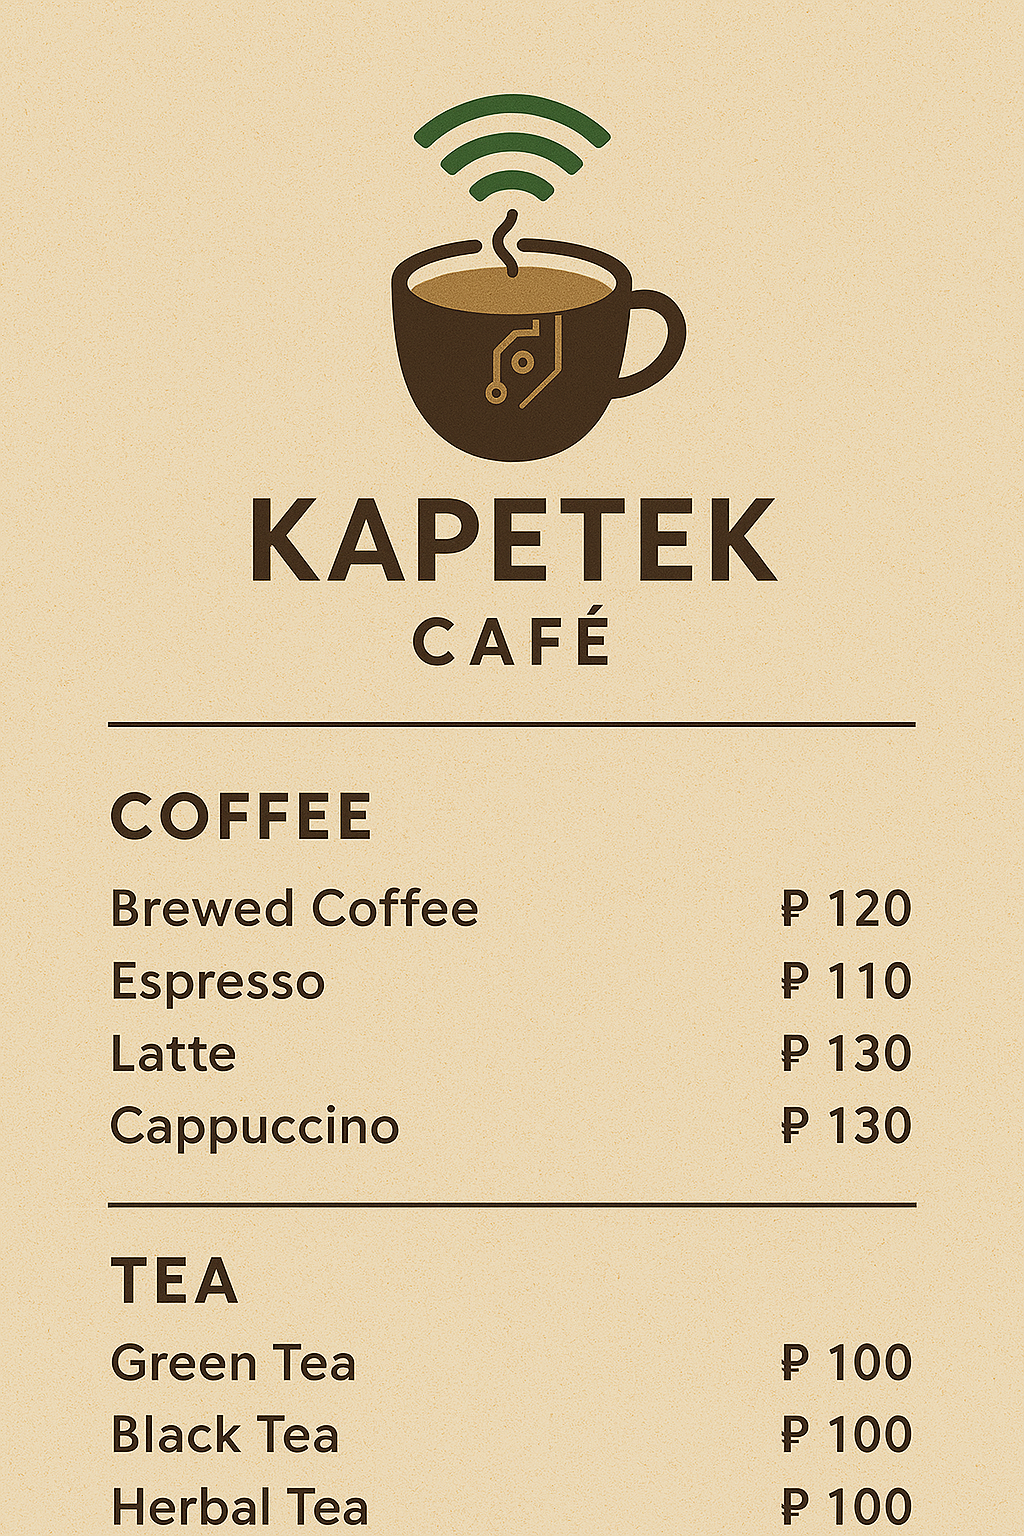 KAPETEK
CAFÉ
COFFEE
Brewed Coffee ₽ 120
Espresso ₽ 110
Latte ₽ 130
Cappuccino ₽ 130
TEA
Green Tea ₽ 100
Black Tea ₽ 100
Herbal Tea ₽ 100